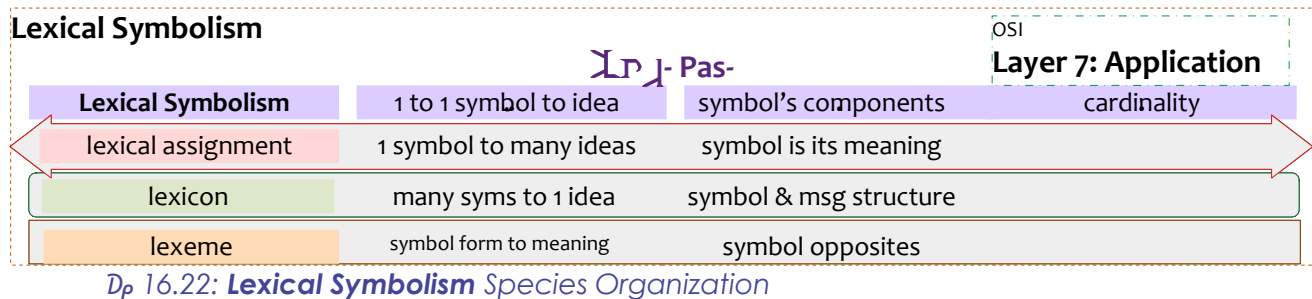 Lexical Symbolism
OSI
Layer 7: Application
- Pas-
Lexical Symbolism 1 to 1 symbol to idea symbol's components cardinality
lexical assignment 1 symbol to many ideas symbol is its meaning
lexicon many syms to 1 idea symbol & msg structure
lexeme symbol form to meaning symbol opposites
16.22: Lexical Symbolism Species Organization